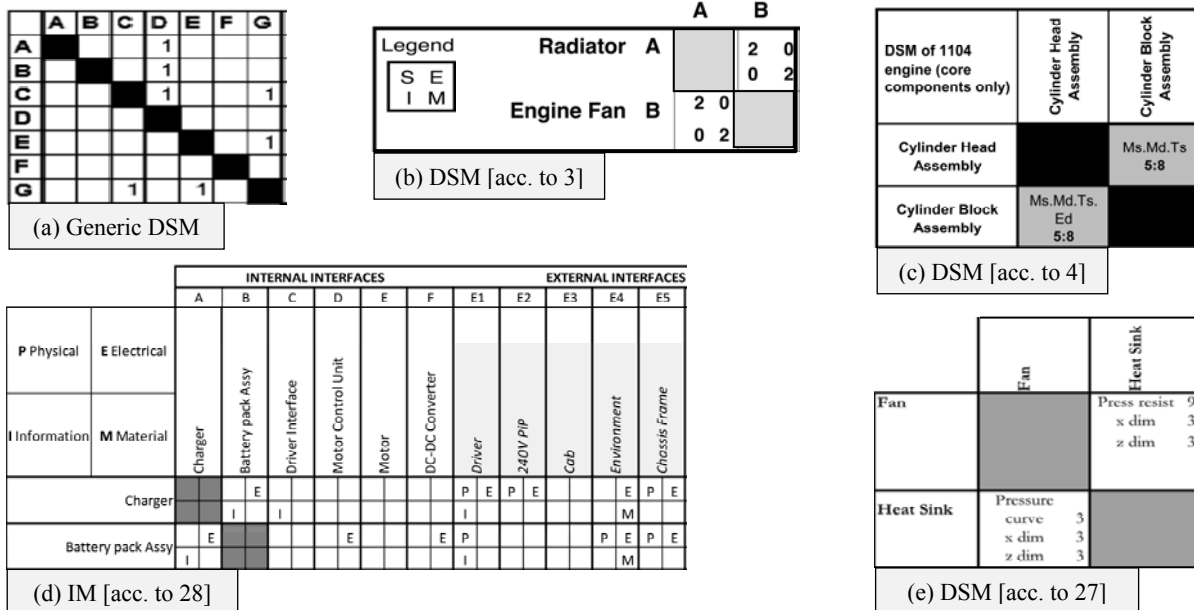 A B C D E F G
A 1
B 1
C 1 1
D
E 1
F
G 1 1
(a) Generic DSM
A B
Legend
S E
I M
Radiator A 2 0
0 2
Engine Fan B 2 0
0 2
(b) DSM [acc. to 3]
DSM of 1104
engine (core
components only)
Cylinder Head
Assembly
Cylinder Block
Assembly
Cylinder Head
Assembly
Ms.Md.Ts
5:8
Cylinder Block
Assembly
Ms.Md.Ts.
Ed
5:8
(c) DSM [acc. to 4]
INTERNAL INTERFACES EXTERNAL INTERFACES
A B C D E F E1 E2 E3 E4 E5
P Physical E Electrical
I Information M Material
Charger
Battery pack Assy
Driver Interface
Motor Control Unit
Motor
DC-DC Converter
Driver
240V PiP
Cab
Environment
Chassis Frame
Charger E P E P E E P E
I I I M
Battery pack Assy E E E P P E P E
I I M
(d) IM [acc. to 28]
Fan
Heat Sink
Fan
Press resist 9
x dim 3
z dim 3
Heat Sink
Pressure
curve 3
x dim 3
z dim 3
(e) DSM [acc. to 27]